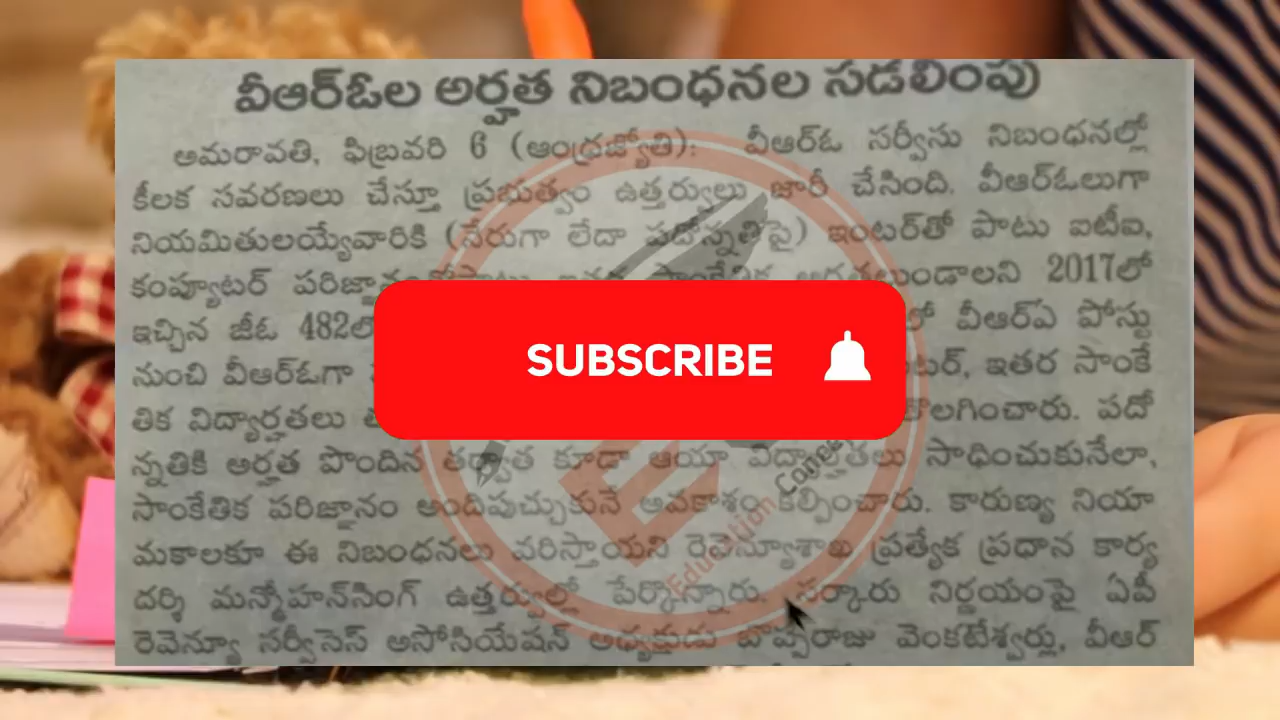 వీఆర్ఓల అర్హత నిబంధనల సడలింపు
అమరావతి, ఫిబ్రవరి 6 (ఆంధ్రజ్యోతి): వీఆర్ఓ సర్వీసు నిబంధనల్లో
కీలక సవరణలు చేస్తూ ప్రభుత్వం ఉత్తర్వులు జారీ చేసింది. వీఆర్ఓలుగా
నియమితులయ్యేవారికి (నేరుగా లేదా పదోన్నతిపై) ఇంటర్‌తో పాటు ఐటీఐ,
కంప్యూటర్ 2017లో
ఇచ్చిన జీఓ వీఆర్ఏ పోస్టు
నుంచి వీఆర్ఓగా ఇతర సాంకే
తిక విద్యార్హతలు పదో
న్నతికి అర్హత పొందిన తర్వాత కూడా ఆయా విద్యార్హతలు సాధించుకునేలా,
సాంకేతిక పరిజ్ఞానం అందిపుచ్చుకునే అవకాశం కల్పించారు. కారుణ్య నియా
మకాలకూ ఈ నిబంధనలు వర్తిస్తాయని రెవెన్యూశాఖ ప్రత్యేక ప్రధాన కార్య
దర్శి మన్మోహన్‌సింగ్ ఉత్తర్వుల్లో పేర్కొన్నారు. సర్కారు నిర్ణయంపై ఏపీ
రెవెన్యూ సర్వీసెస్ అసోసియేషన్ అధ్యక్షుడు బొప్పరాజు వెంకటేశ్వర్లు, వీఆర్
SUBSCRIBE
Education